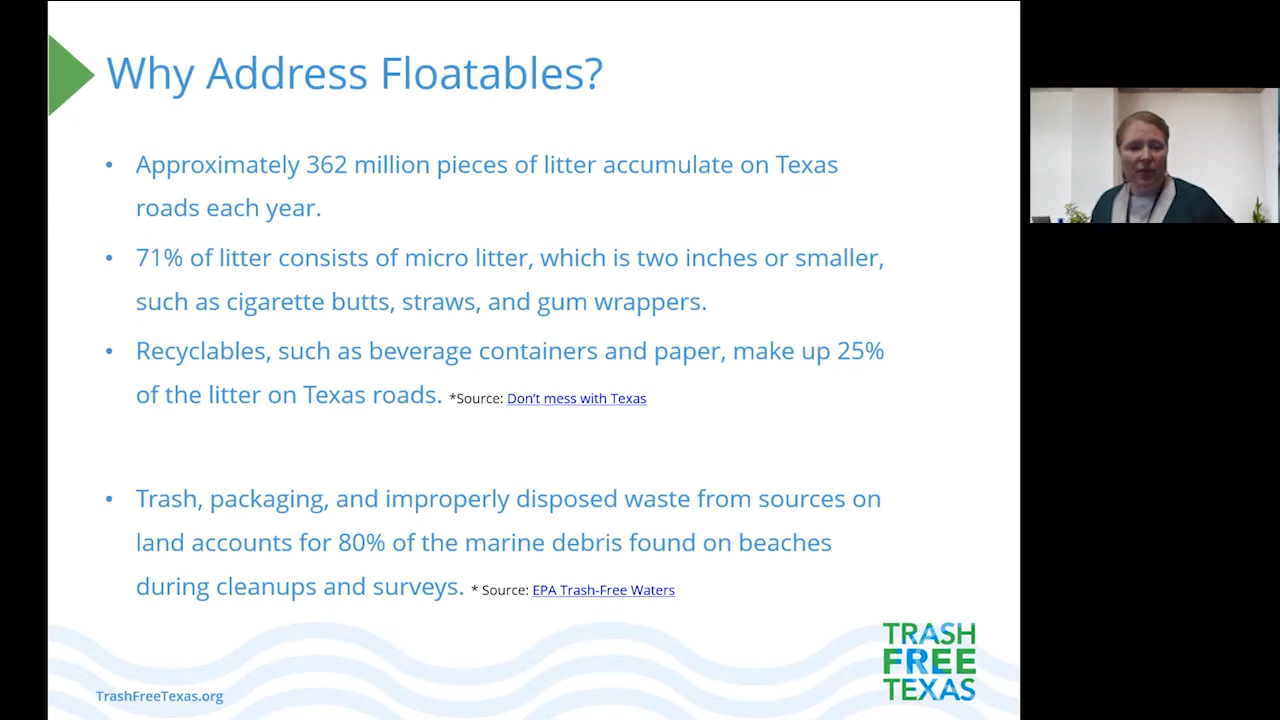 Why Address Floatables?
• Approximately 362 million pieces of litter accumulate on Texas
roads each year.
• 71% of litter consists of micro litter, which is two inches or smaller,
such as cigarette butts, straws, and gum wrappers.
• Recyclables, such as beverage containers and paper, make up 25%
of the litter on Texas roads. *Source: Don’t mess with Texas
• Trash, packaging, and improperly disposed waste from sources on
land accounts for 80% of the marine debris found on beaches
during cleanups and surveys. * Source: EPA Trash-Free Waters
TRASH
FREE
TEXAS
TrashFreeTexas.org